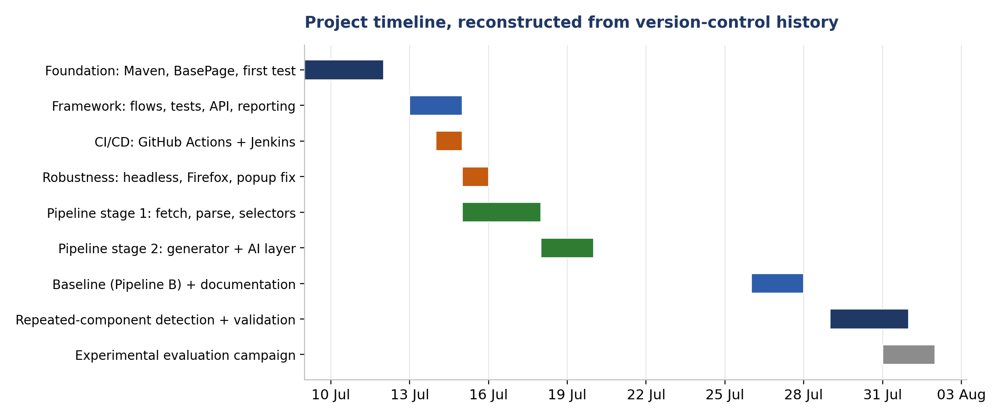 Project timeline, reconstructed from version-control history
Foundation: Maven, BasePage, first test
Framework: flows, tests, API, reporting
CI/CD: GitHub Actions + Jenkins
Robustness: headless, Firefox, popup fix
Pipeline stage 1: fetch, parse, selectors
Pipeline stage 2: generator + AI layer
Baseline (Pipeline B) + documentation
Repeated-component detection + validation
Experimental evaluation campaign
10 Jul 13 Jul 16 Jul 19 Jul 22 Jul 25 Jul 28 Jul 31 Jul 03 Aug